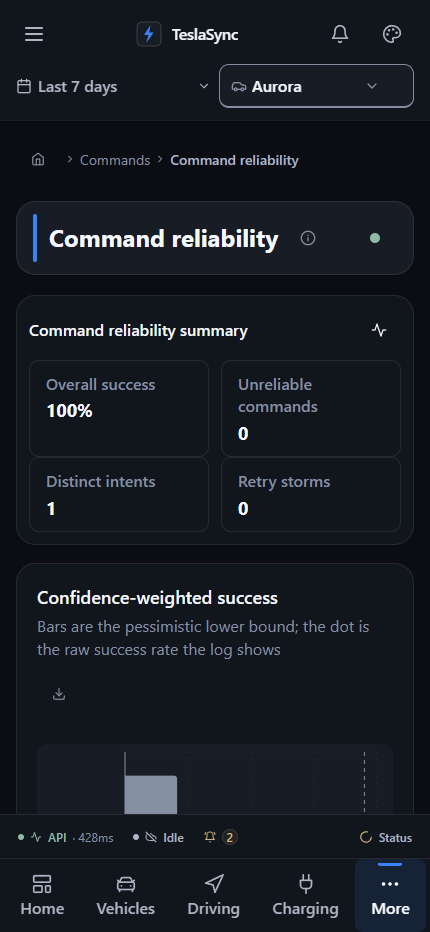 TeslaSync
Last 7 days
Aurora
Commands
Command reliability
Command reliability
Command reliability summary
Overall success
100%
Unreliable
commands
0
Distinct intents
1
Retry storms
0
Confidence-weighted success
Bars are the pessimistic lower bound; the dot is
the raw success rate the log shows
API · 428ms
Idle
2
Status
Home
Vehicles
Driving
Charging
More